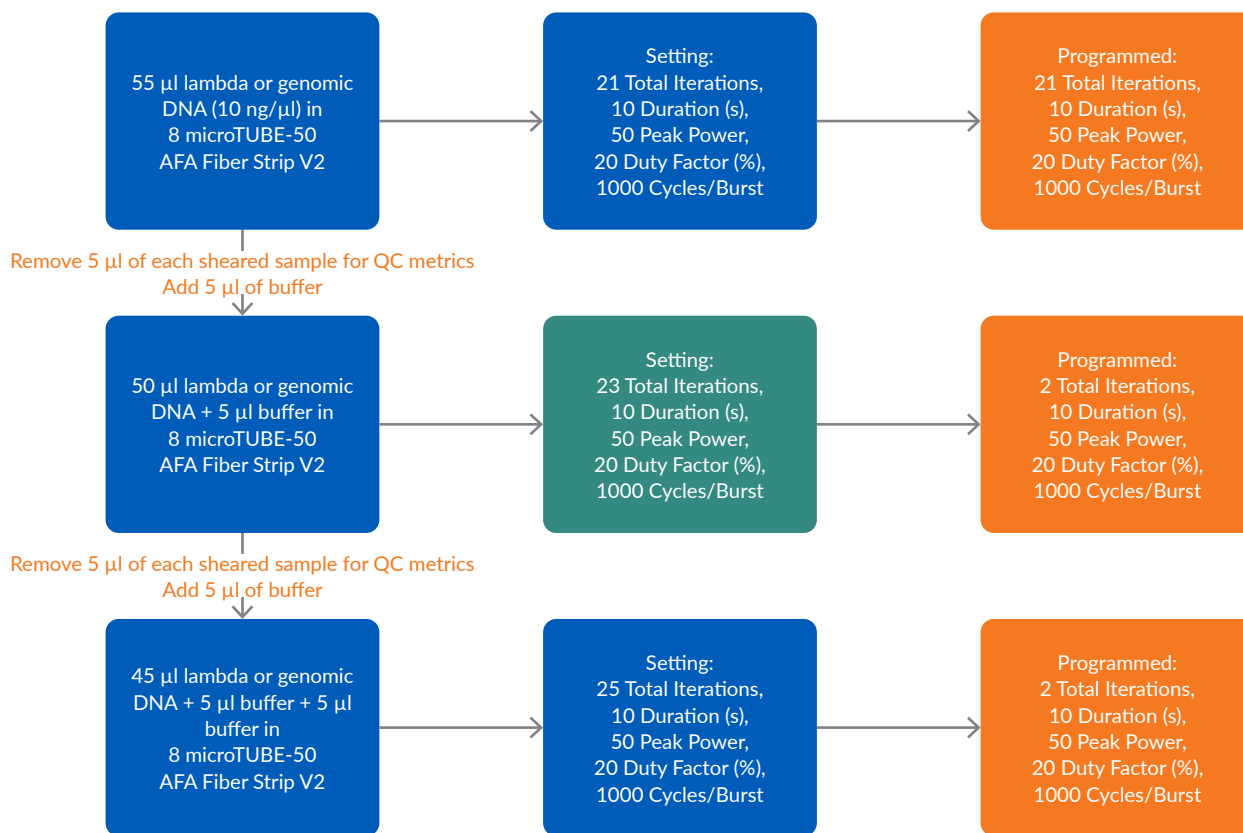 55 µl lambda or genomic
DNA (10 ng/µl) in
8 microTUBE-50
AFA Fiber Strip V2
Setting:
21 Total Iterations,
10 Duration (s),
50 Peak Power,
20 Duty Factor (%),
1000 Cycles/Burst
Programmed:
21 Total Iterations,
10 Duration (s),
50 Peak Power,
20 Duty Factor (%),
1000 Cycles/Burst
Remove 5 µl of each sheared sample for QC metrics
Add 5 µl of buffer
50 µl lambda or genomic
DNA + 5 µl buffer in
8 microTUBE-50
AFA Fiber Strip V2
Setting:
23 Total Iterations,
10 Duration (s),
50 Peak Power,
20 Duty Factor (%),
1000 Cycles/Burst
Programmed:
2 Total Iterations,
10 Duration (s),
50 Peak Power,
20 Duty Factor (%),
1000 Cycles/Burst
Remove 5 µl of each sheared sample for QC metrics
Add 5 µl of buffer
45 µl lambda or genomic
DNA + 5 µl buffer + 5 µl
buffer in
8 microTUBE-50
AFA Fiber Strip V2
Setting:
25 Total Iterations,
10 Duration (s),
50 Peak Power,
20 Duty Factor (%),
1000 Cycles/Burst
Programmed:
2 Total Iterations,
10 Duration (s),
50 Peak Power,
20 Duty Factor (%),
1000 Cycles/Burst